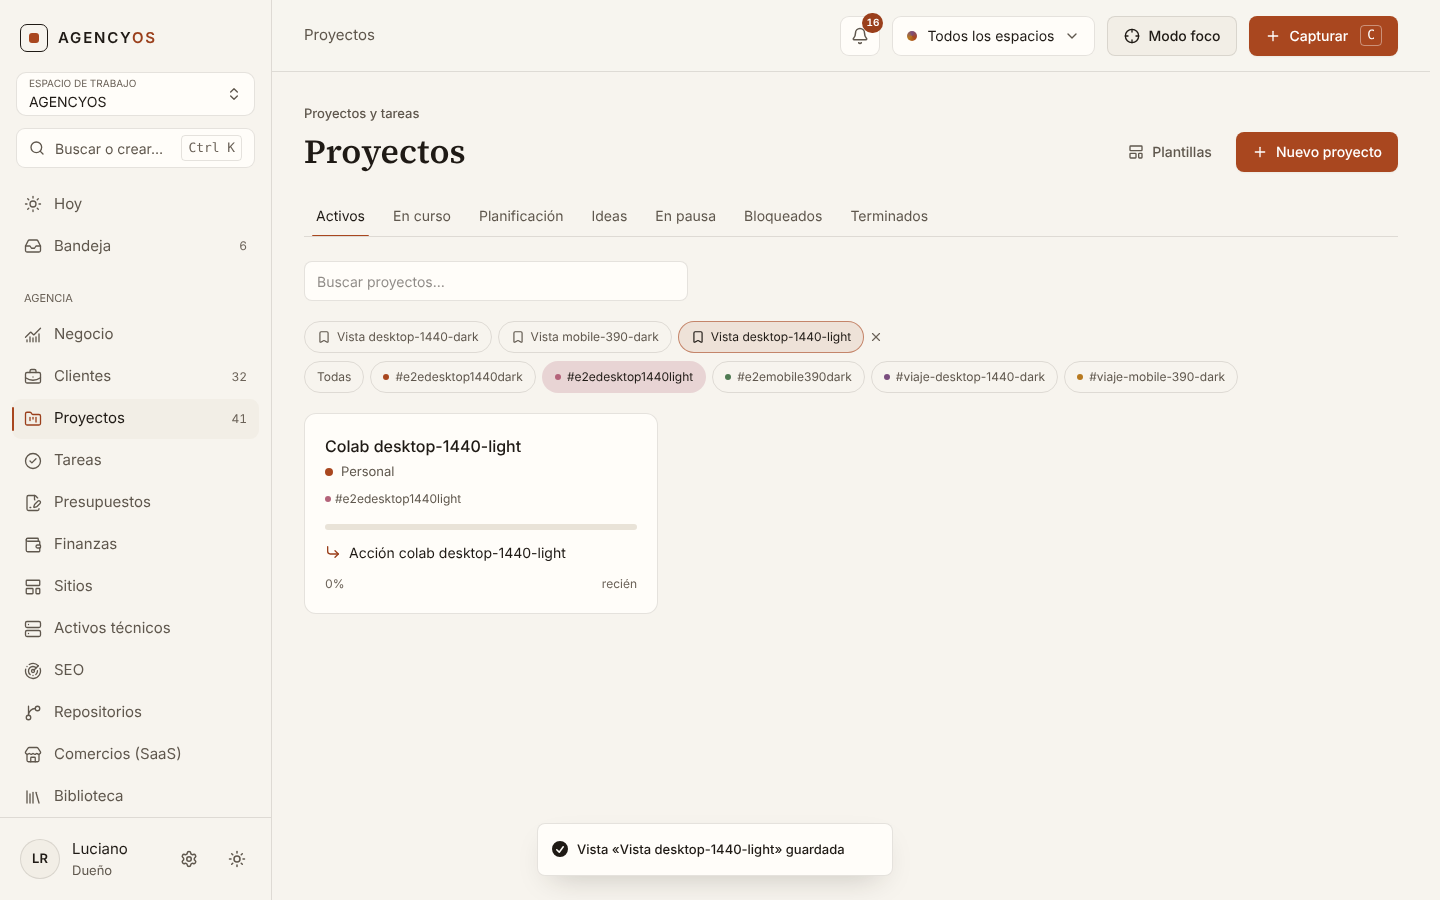 AGENCYOS
ESPACIO DE TRABAJO
AGENCYOS
Buscar o crear... Ctrl K
Hoy
Bandeja 6
AGENCIA
Negocio
Clientes 32
Proyectos 41
Tareas
Presupuestos
Finanzas
Sitios
Activos técnicos
SEO
Repositorios
Comercios (SaaS)
Biblioteca
LR
Luciano
Dueño
Proyectos
16
Todos los espacios
Modo foco
Capturar C
Proyectos y tareas
Proyectos
Plantillas
Nuevo proyecto
Activos En curso Planificación Ideas En pausa Bloqueados Terminados
Buscar proyectos...
Vista desktop-1440-dark Vista mobile-390-dark Vista desktop-1440-light
Todas #e2edesktop1440dark #e2edesktop1440light #e2emobile390dark #viaje-desktop-1440-dark #viaje-mobile-390-dark
Colab desktop-1440-light
Personal
#e2edesktop1440light
Acción colab desktop-1440-light
0% recién
Vista «Vista desktop-1440-light» guardada